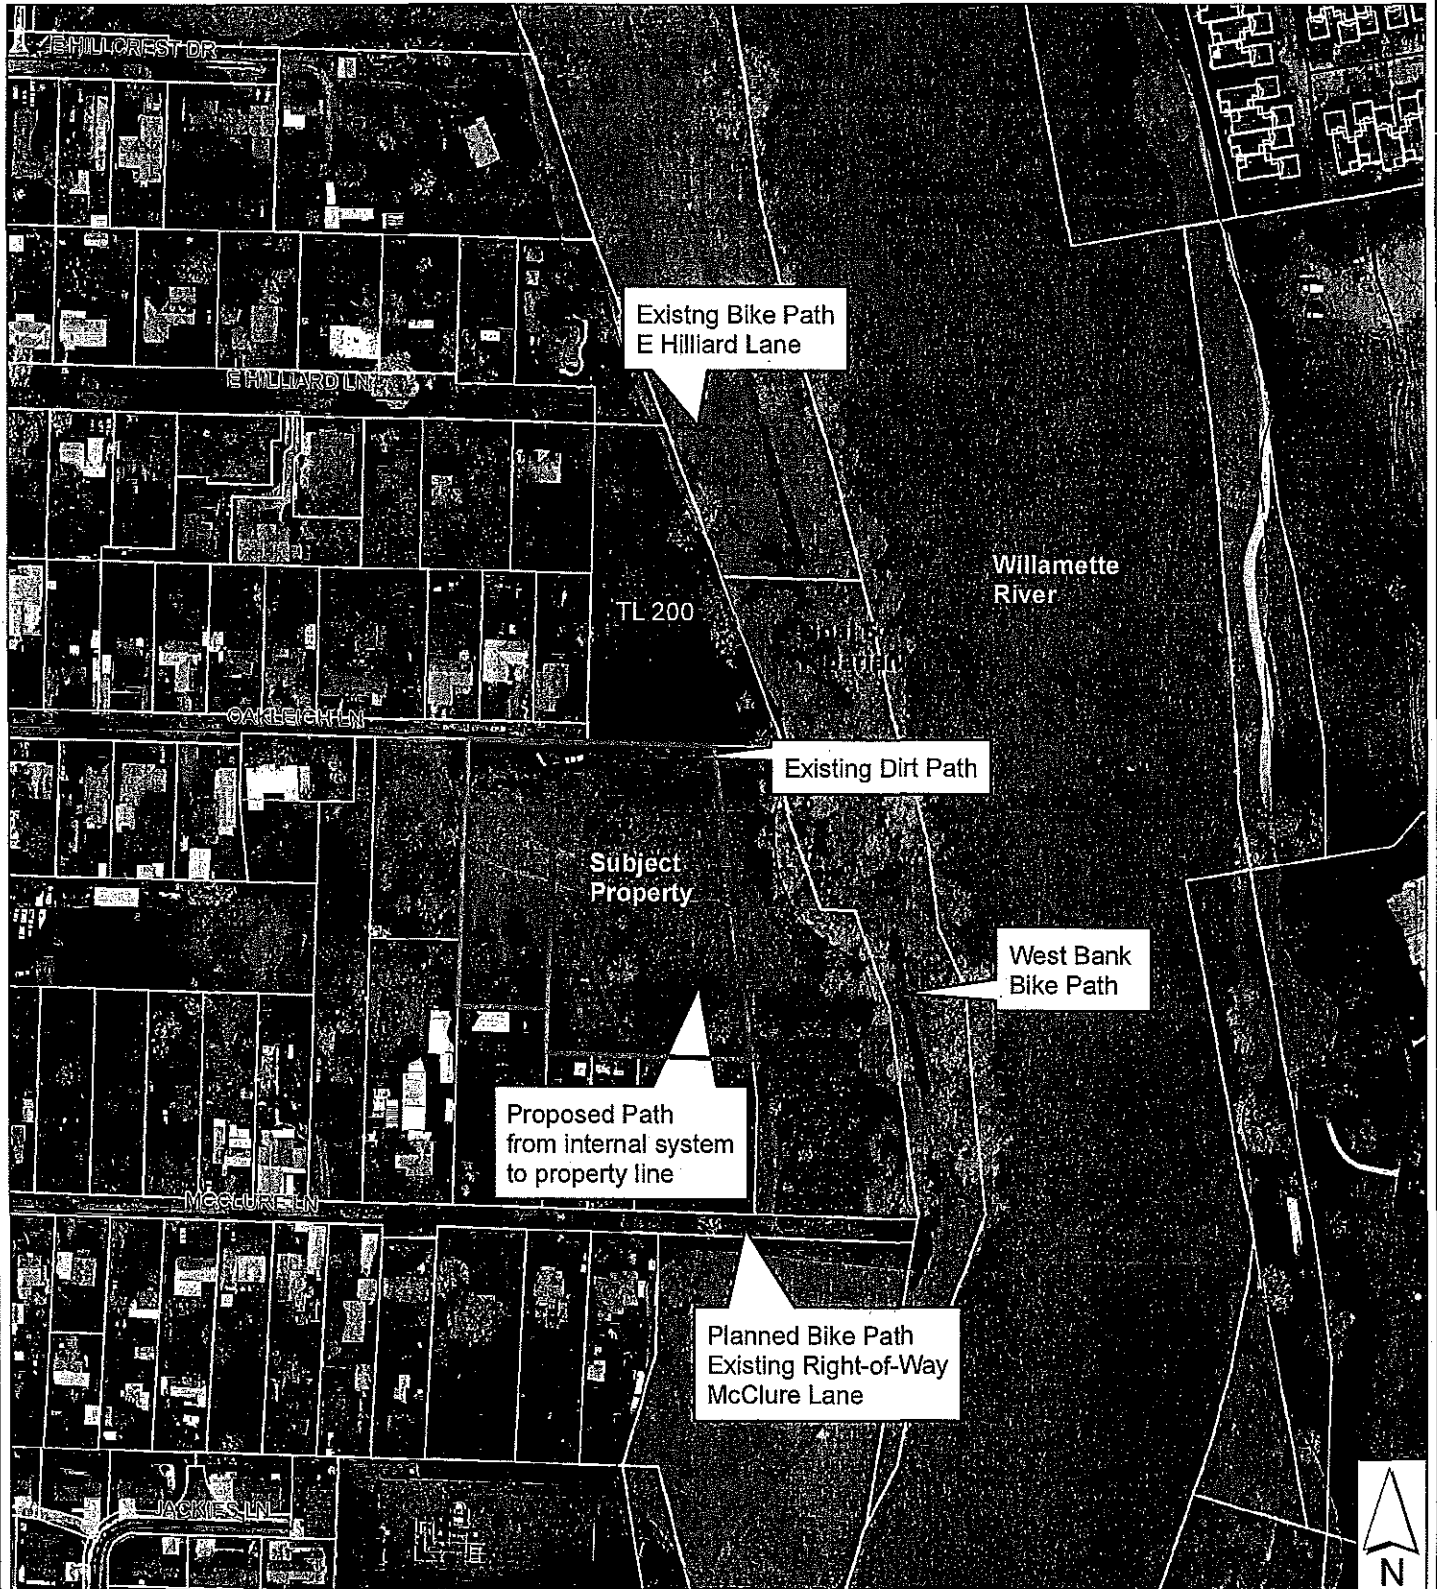 E HILLCREST DR
Existng Bike Path
E Hilliard Lane
E HILLIARD LN
Willamette
River
TL 200
OAKLEIGH LN
Existing Dirt Path
Subject
Property
West Bank
Bike Path
Proposed Path
from internal system
to property line
MCCLURE LN
Planned Bike Path
Existing Right-of-Way
McClure Lane
JACKIES LN
N